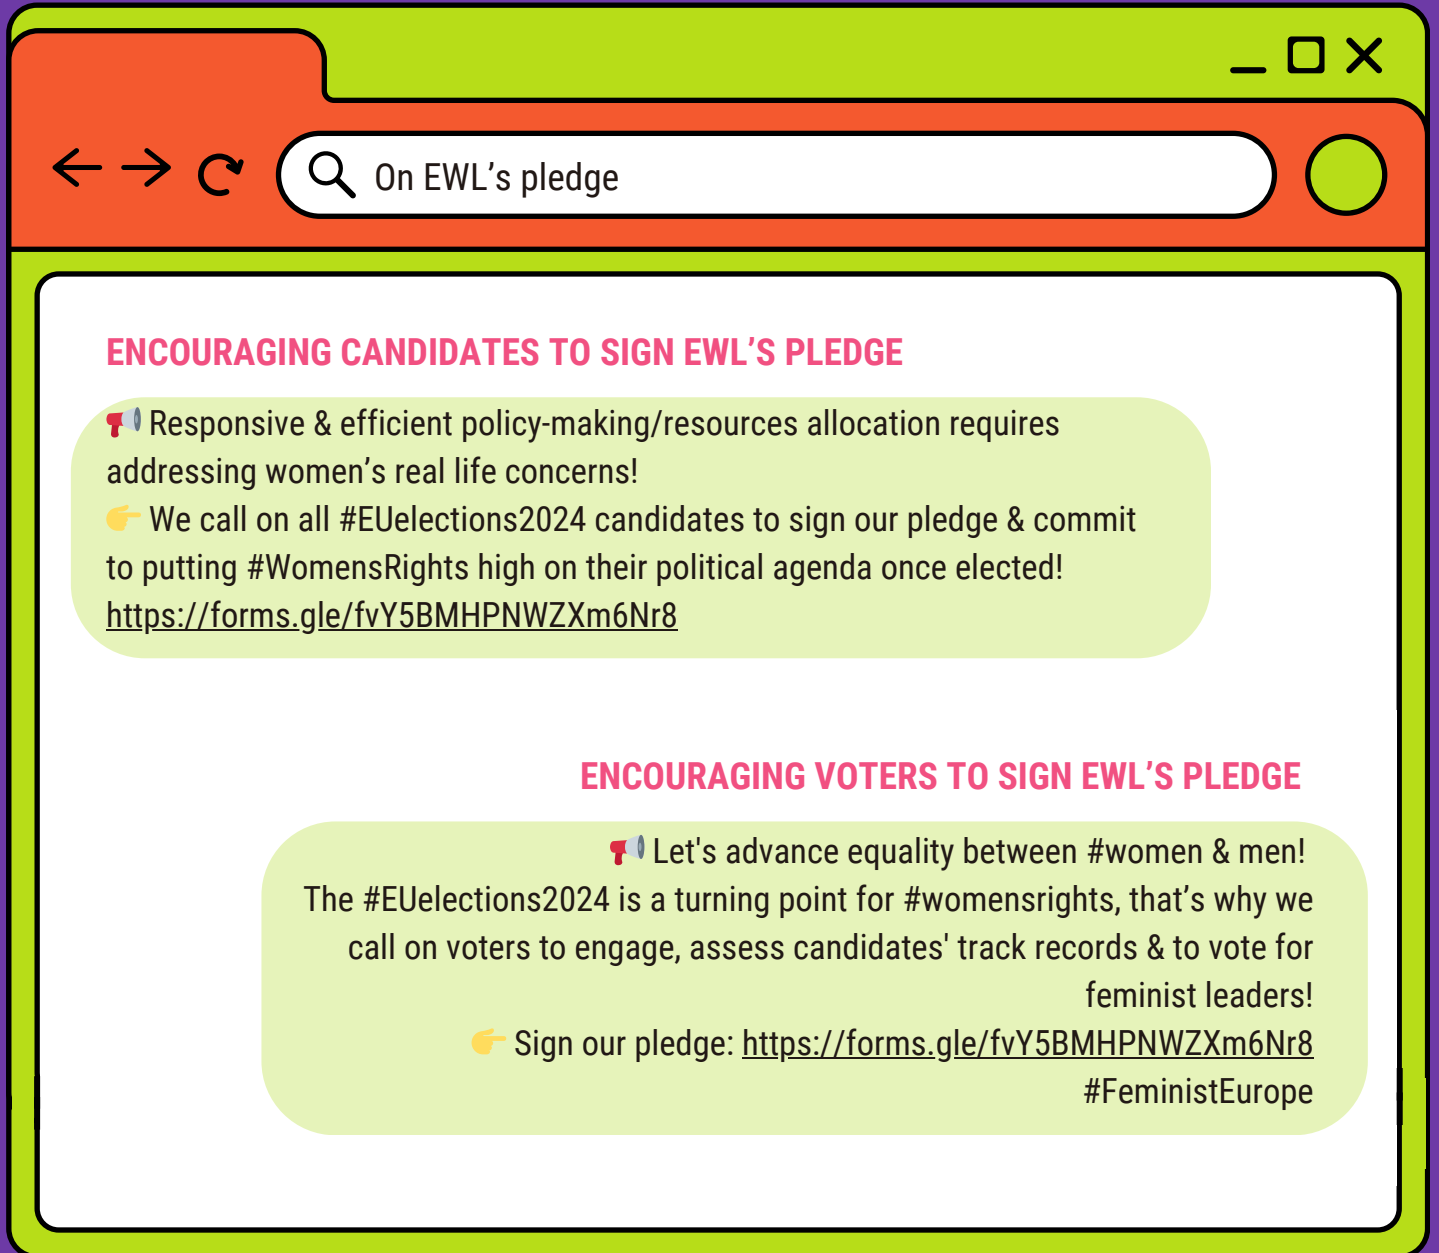 On EWL’s pledge
ENCOURAGING CANDIDATES TO SIGN EWL’S PLEDGE
📢 Responsive & efficient policy-making/resources allocation requires
addressing women’s real life concerns!
👉 We call on all #EUelections2024 candidates to sign our pledge & commit
to putting #WomensRights high on their political agenda once elected!
https://forms.gle/fvY5BMHPNWZXm6Nr8
ENCOURAGING VOTERS TO SIGN EWL’S PLEDGE
📢 Let's advance equality between #women & men!
The #EUelections2024 is a turning point for #womensrights, that’s why we
call on voters to engage, assess candidates' track records & to vote for
feminist leaders!
👉 Sign our pledge: https://forms.gle/fvY5BMHPNWZXm6Nr8
#FeministEurope